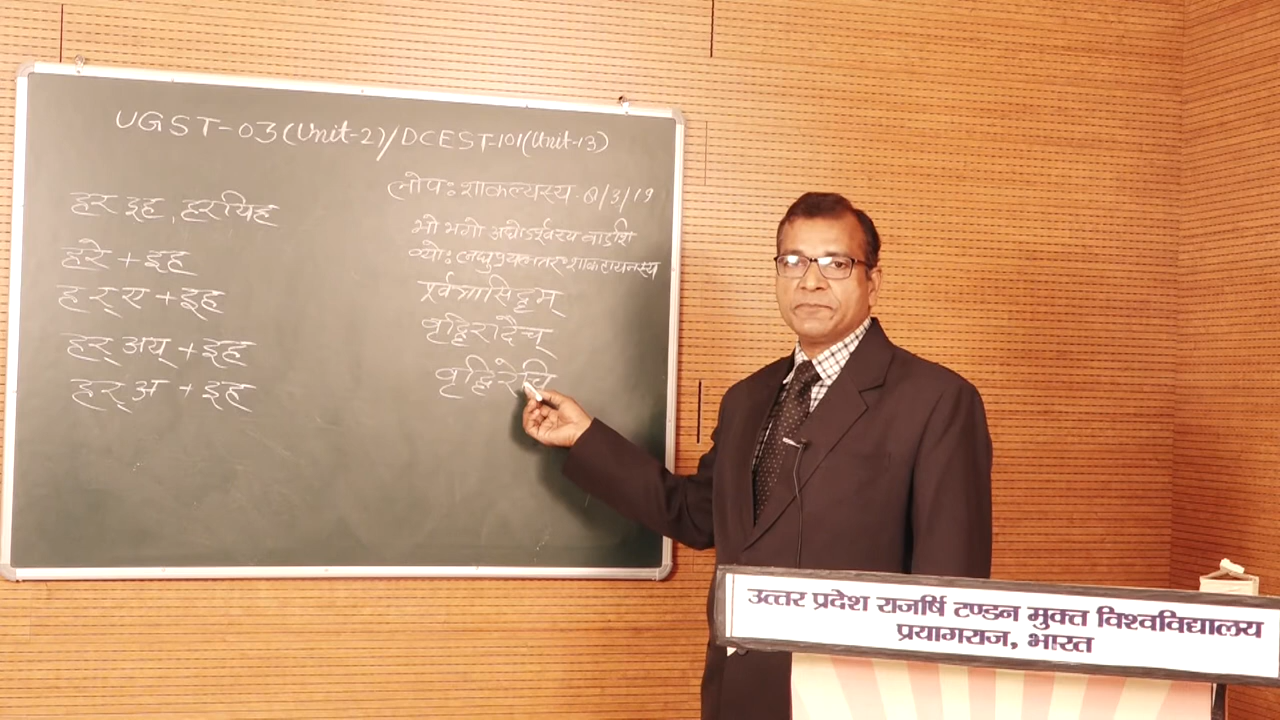 UGST-03(Unit-2)/DCEST-101(Unit-13)
हर इह, हरयिह
हरे + इह
हर् ए + इह
हर् अय् + इह
हर् अ + इह
लोपः शाकल्यस्य - 8/3/19
भो भगो अघोऽपूर्वस्य वाऽशि
व्योः लघुप्रयत्नतरः शाकटायनस्य
पूर्वत्रासिद्धम्
वृद्धिरादैच्
वृद्धिरेचि
उत्तर प्रदेश राजर्षि टण्डन मुक्त विश्वविद्यालय
प्रयागराज, भारत